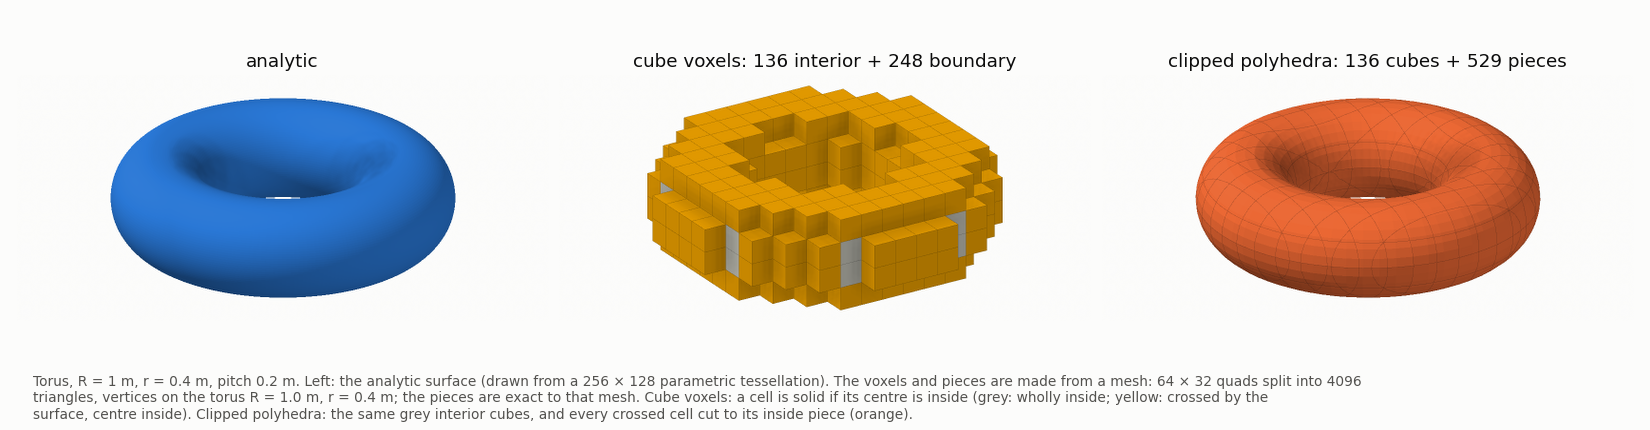 analytic
cube voxels: 136 interior + 248 boundary
clipped polyhedra: 136 cubes + 529 pieces
Torus, R = 1 m, r = 0.4 m, pitch 0.2 m. Left: the analytic surface (drawn from a 256 × 128 parametric tessellation). The voxels and pieces are made from a mesh: 64 × 32 quads split into 4096
triangles, vertices on the torus R = 1.0 m, r = 0.4 m; the pieces are exact to that mesh. Cube voxels: a cell is solid if its centre is inside (grey: wholly inside; yellow: crossed by the
surface, centre inside). Clipped polyhedra: the same grey interior cubes, and every crossed cell cut to its inside piece (orange).